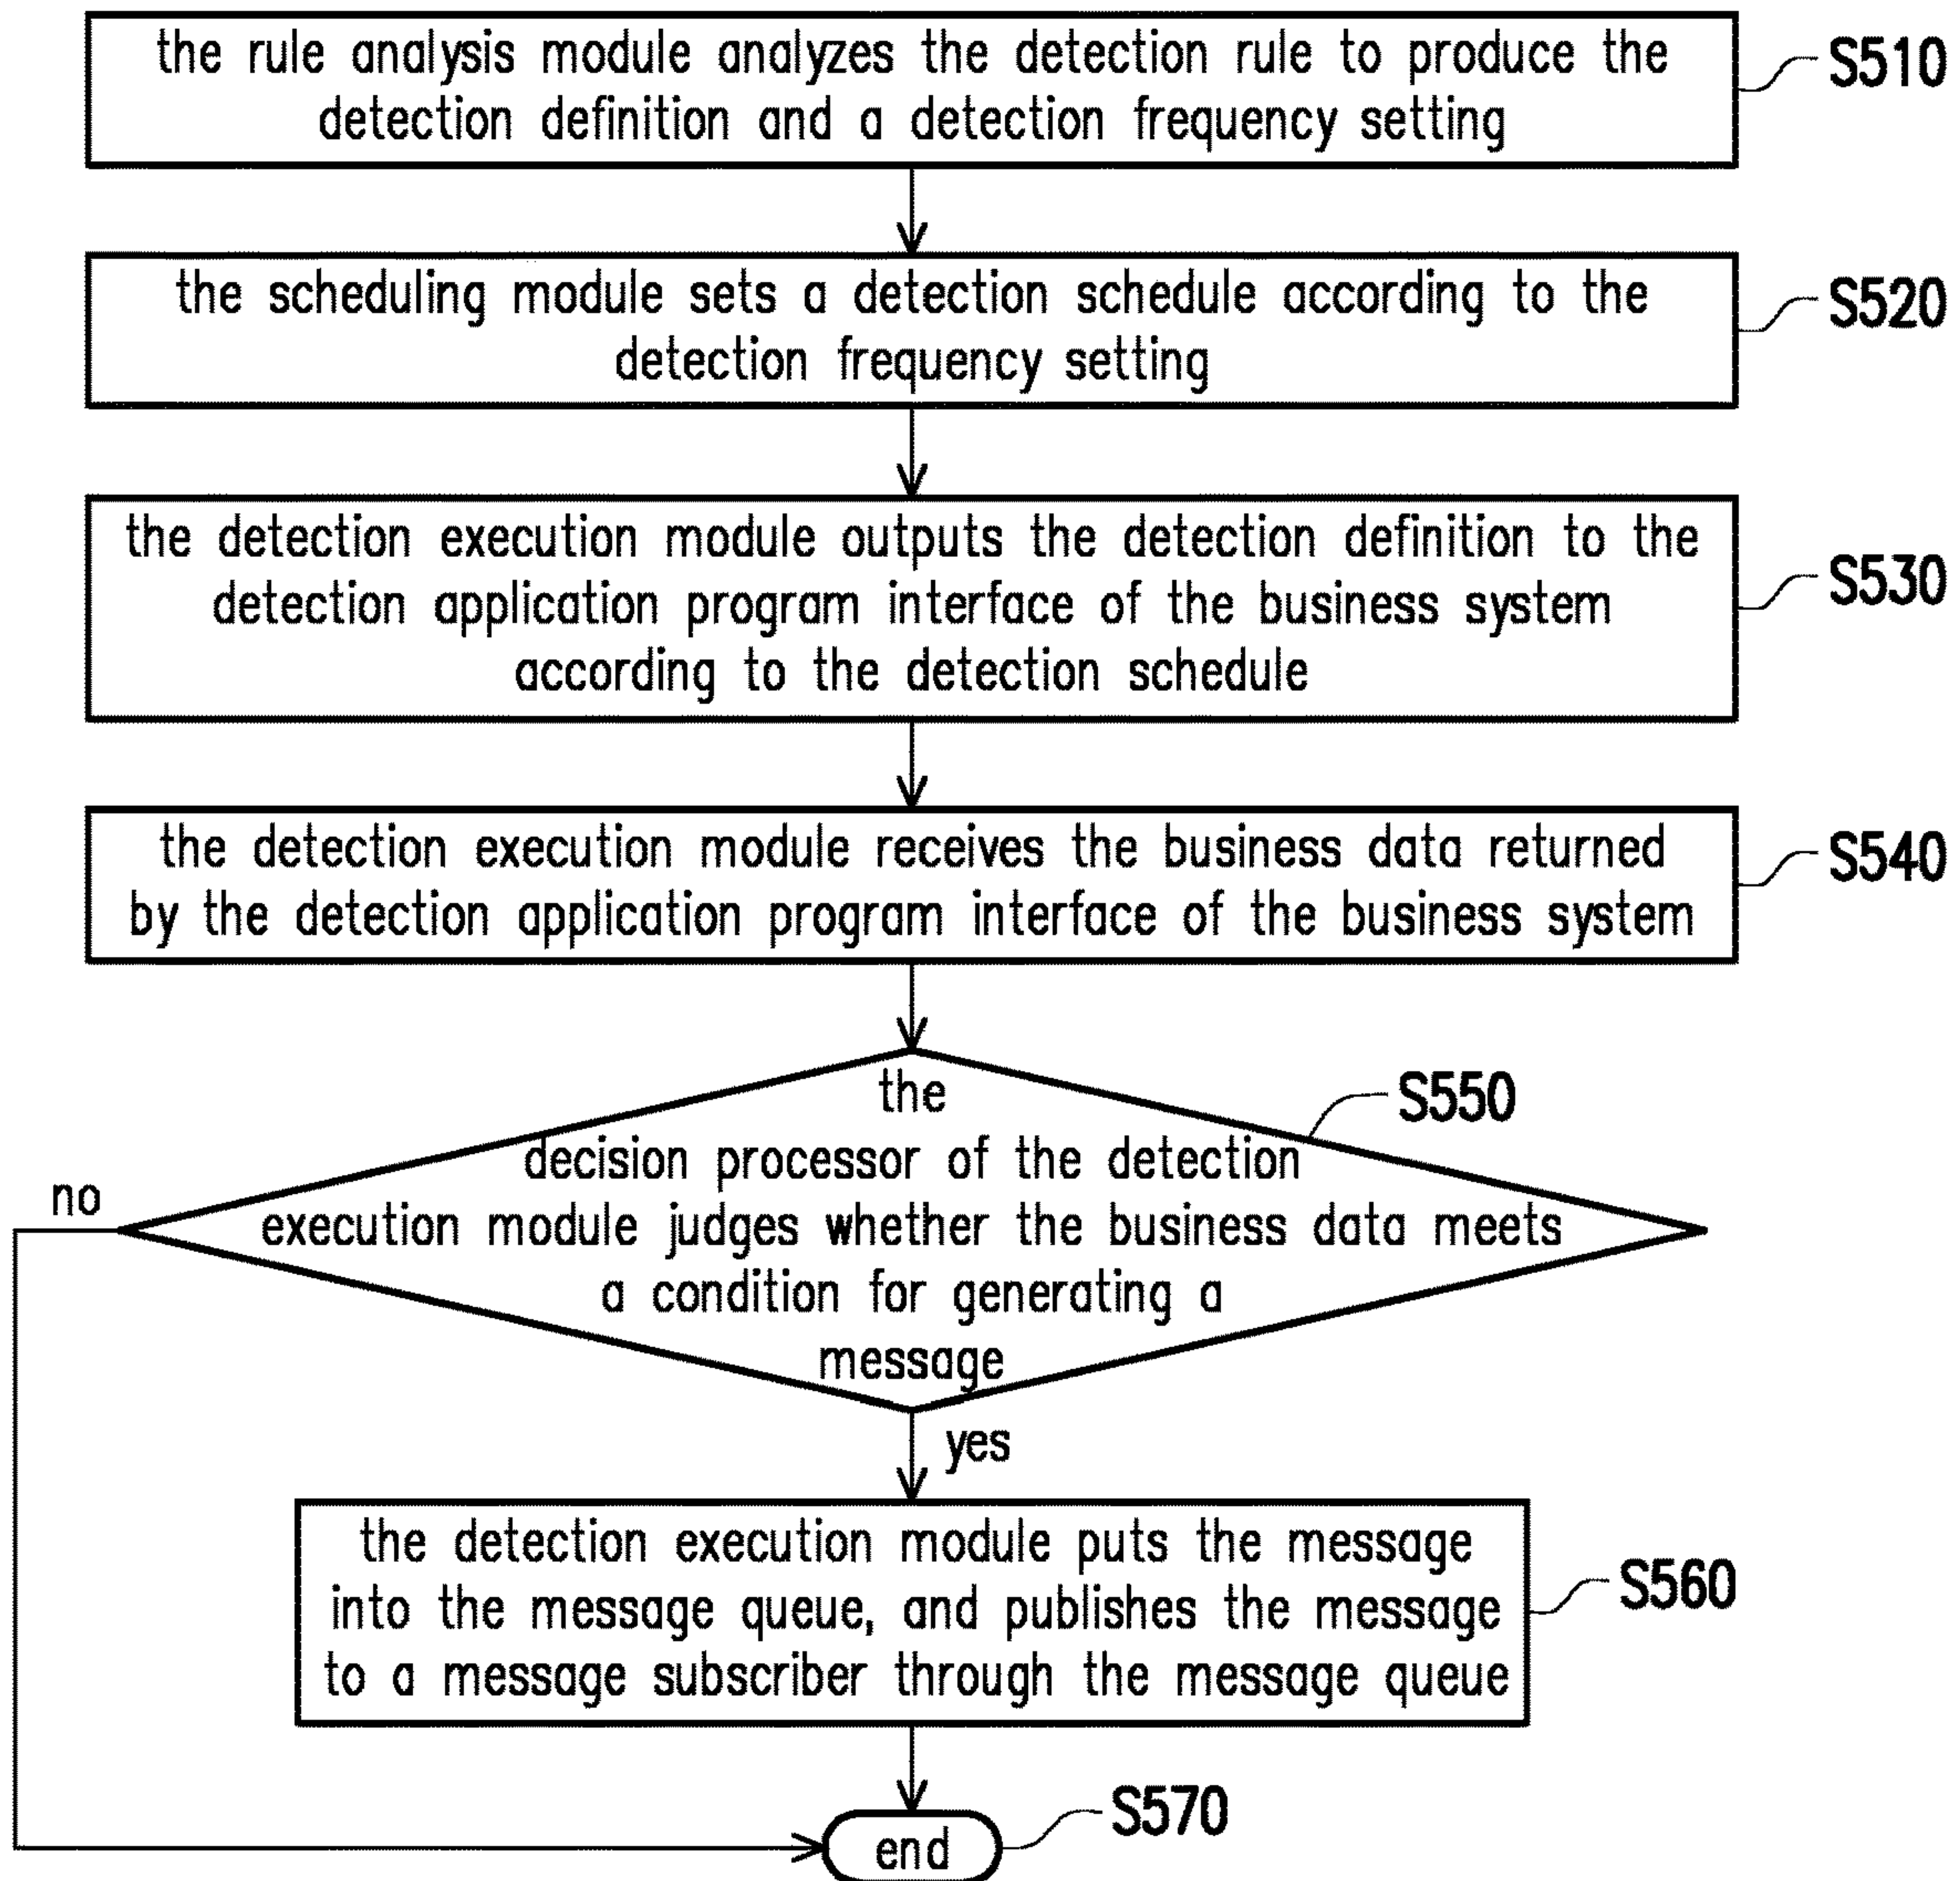 the rule analysis module analyzes the detection rule to produce the
detection definition and a detection frequency setting
S510
the scheduling module sets a detection schedule according to the
detection frequency setting
S520
the detection execution module outputs the detection definition to the
detection application program interface of the business system
according to the detection schedule
S530
the detection execution module receives the business data returned
by the detection application program interface of the business system
S540
the
decision processor of the detection
execution module judges whether the business data meets
a condition for generating a
message
S550
no
yes
the detection execution module puts the message
into the message queue, and publishes the message
to a message subscriber through the message queue
S560
end
S570